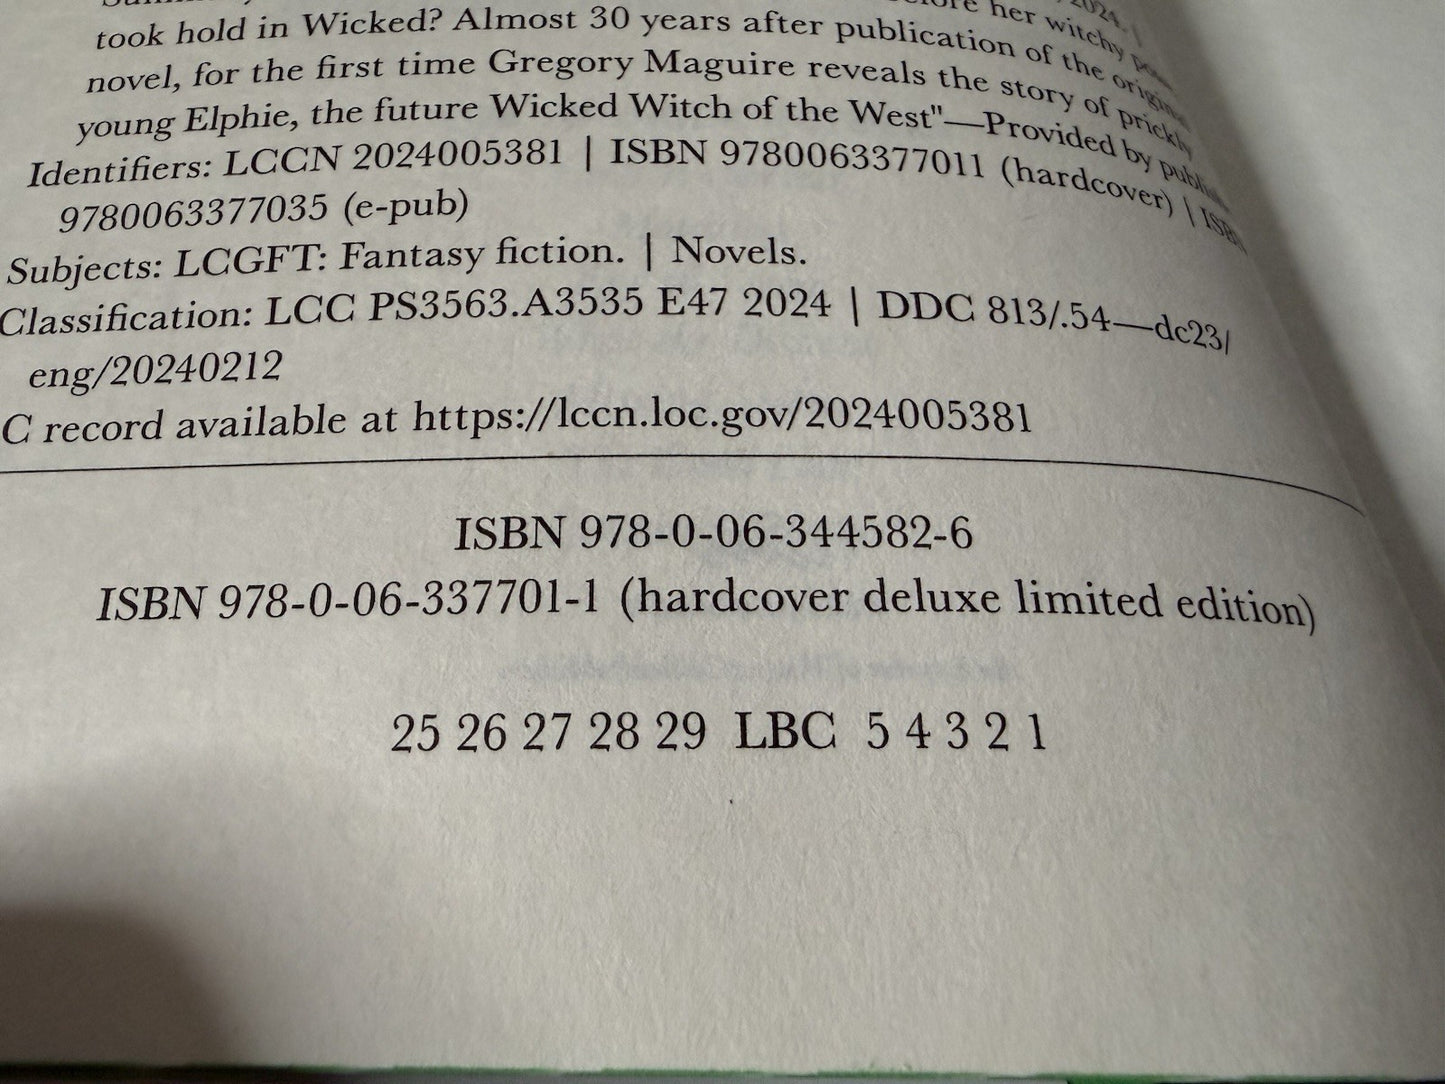 took hold in Wicked? Almost 30 years after publication of the
novel, for the first time Gregory Maguire reveals the story of prickly
young Elphie, the future Wicked Witch of the West"—Provided by
Identifiers: LCCN 2024005381 | ISBN 9780063377011 (hardcover) | ISBN
9780063377035 (e-pub)
Subjects: LCGFT: Fantasy fiction. | Novels.
Classification: LCC PS3563.A3535 E47 2024 | DDC 813/.54—dc23/
eng/20240212
C record available at https://lccn.loc.gov/2024005381
ISBN 978-0-06-344582-6
ISBN 978-0-06-337701-1 (hardcover deluxe limited edition)
25 26 27 28 29 LBC 5 4 3 2 1